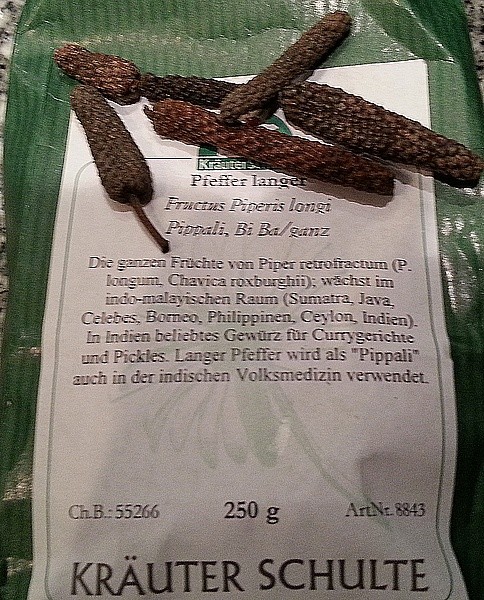 Kräuter
Pfeffer langer
Fructus Piperis longi
Pippali, Bi Ba/ganz
Die ganzen Früchte von Piper retrofractum (P.
longum, Chavica roxburghii); wächst im
indo-malayischen Raum (Sumatra, Java,
Celebes, Borneo, Philippinen, Ceylon, Indien).
In Indien beliebtes Gewürz für Currygerichte
und Pickles. Langer Pfeffer wird als "Pippali"
auch in der indischen Volksmedizin verwendet.
Ch.B.: 55266 250 g ArtNr. 8843
KRÄUTER SCHULTE